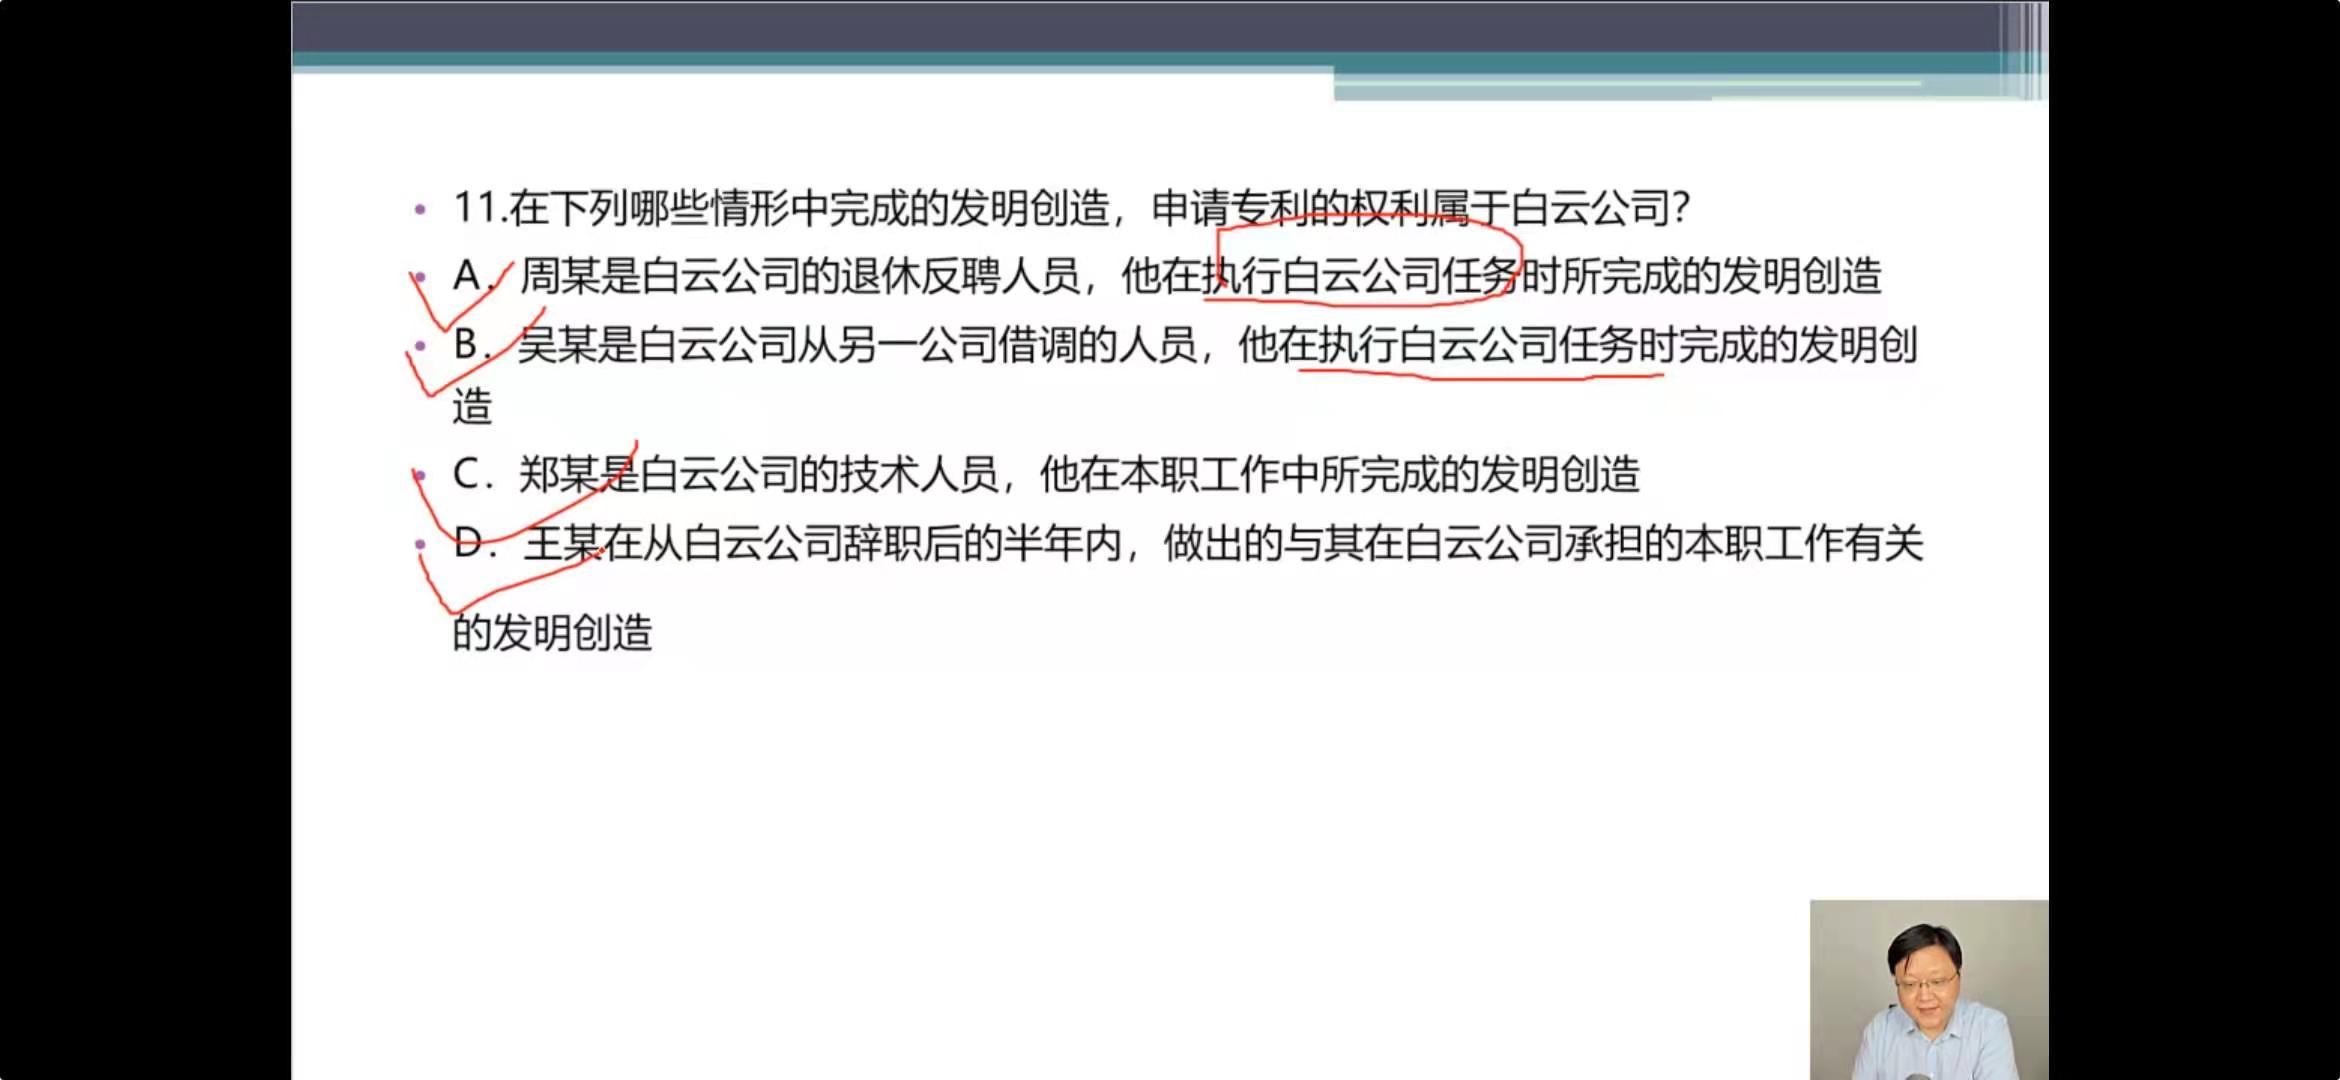 11.在下列哪些情形中完成的发明创造，申请专利的权利属于白云公司？
A．周某是白云公司的退休反聘人员，他在执行白云公司任务时所完成的发明创造
B．吴某是白云公司从另一公司借调的人员，他在执行白云公司任务时完成的发明创
造
C．郑某是白云公司的技术人员，他在本职工作中所完成的发明创造
D．王某在从白云公司辞职后的半年内，做出的与其在白云公司承担的本职工作有关
的发明创造